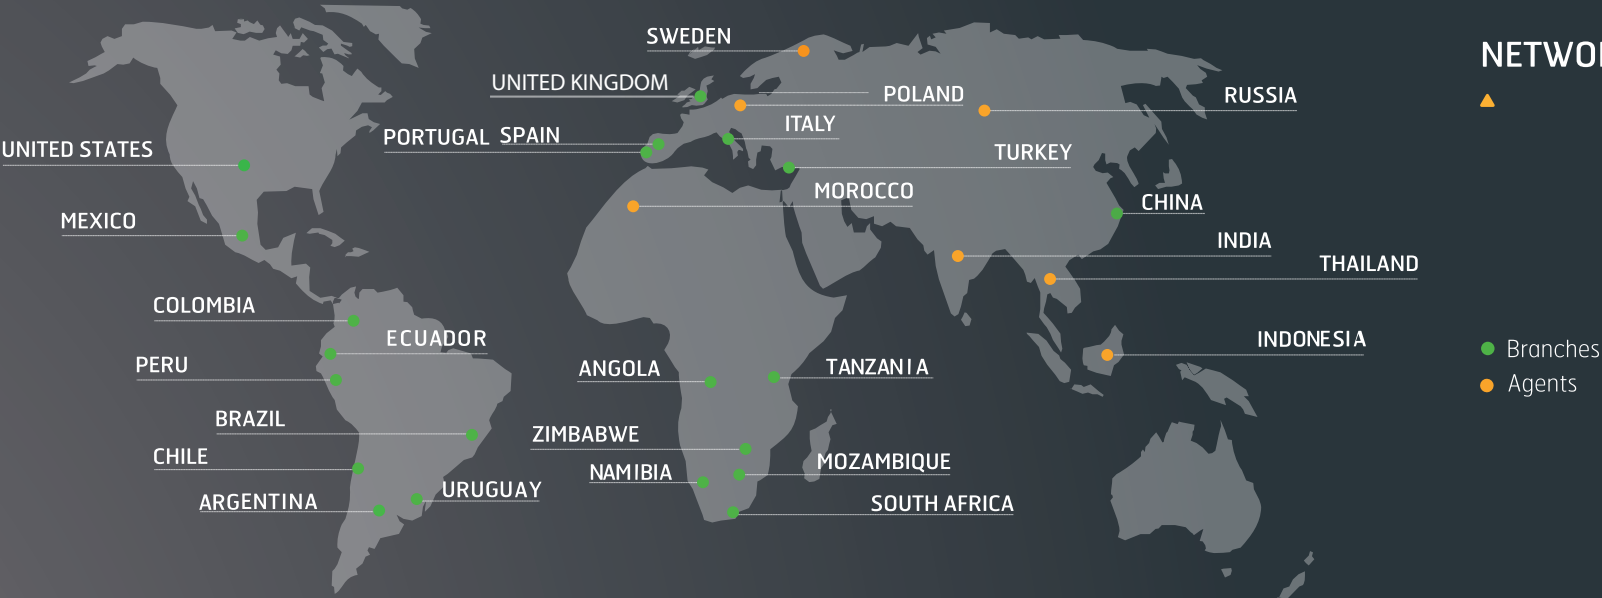 SWEDEN
NETWO
UNITED KINGDOM
POLAND
RUSSIA
ITALY
PORTUGAL SPAIN
UNITED STATES
TURKEY
MOROCCO
CHINA
MEXICO
INDIA
THAILAND
COLOMBIA
ECUADOR
INDONESIA
Branches
PERU
ANGOLA
TANZANIA
Agents
BRAZIL
ZIMBABWE
CHILE
NAMIBIA
MOZAMBIQUE
ARGENTINA
URUGUAY
SOUTH AFRICA